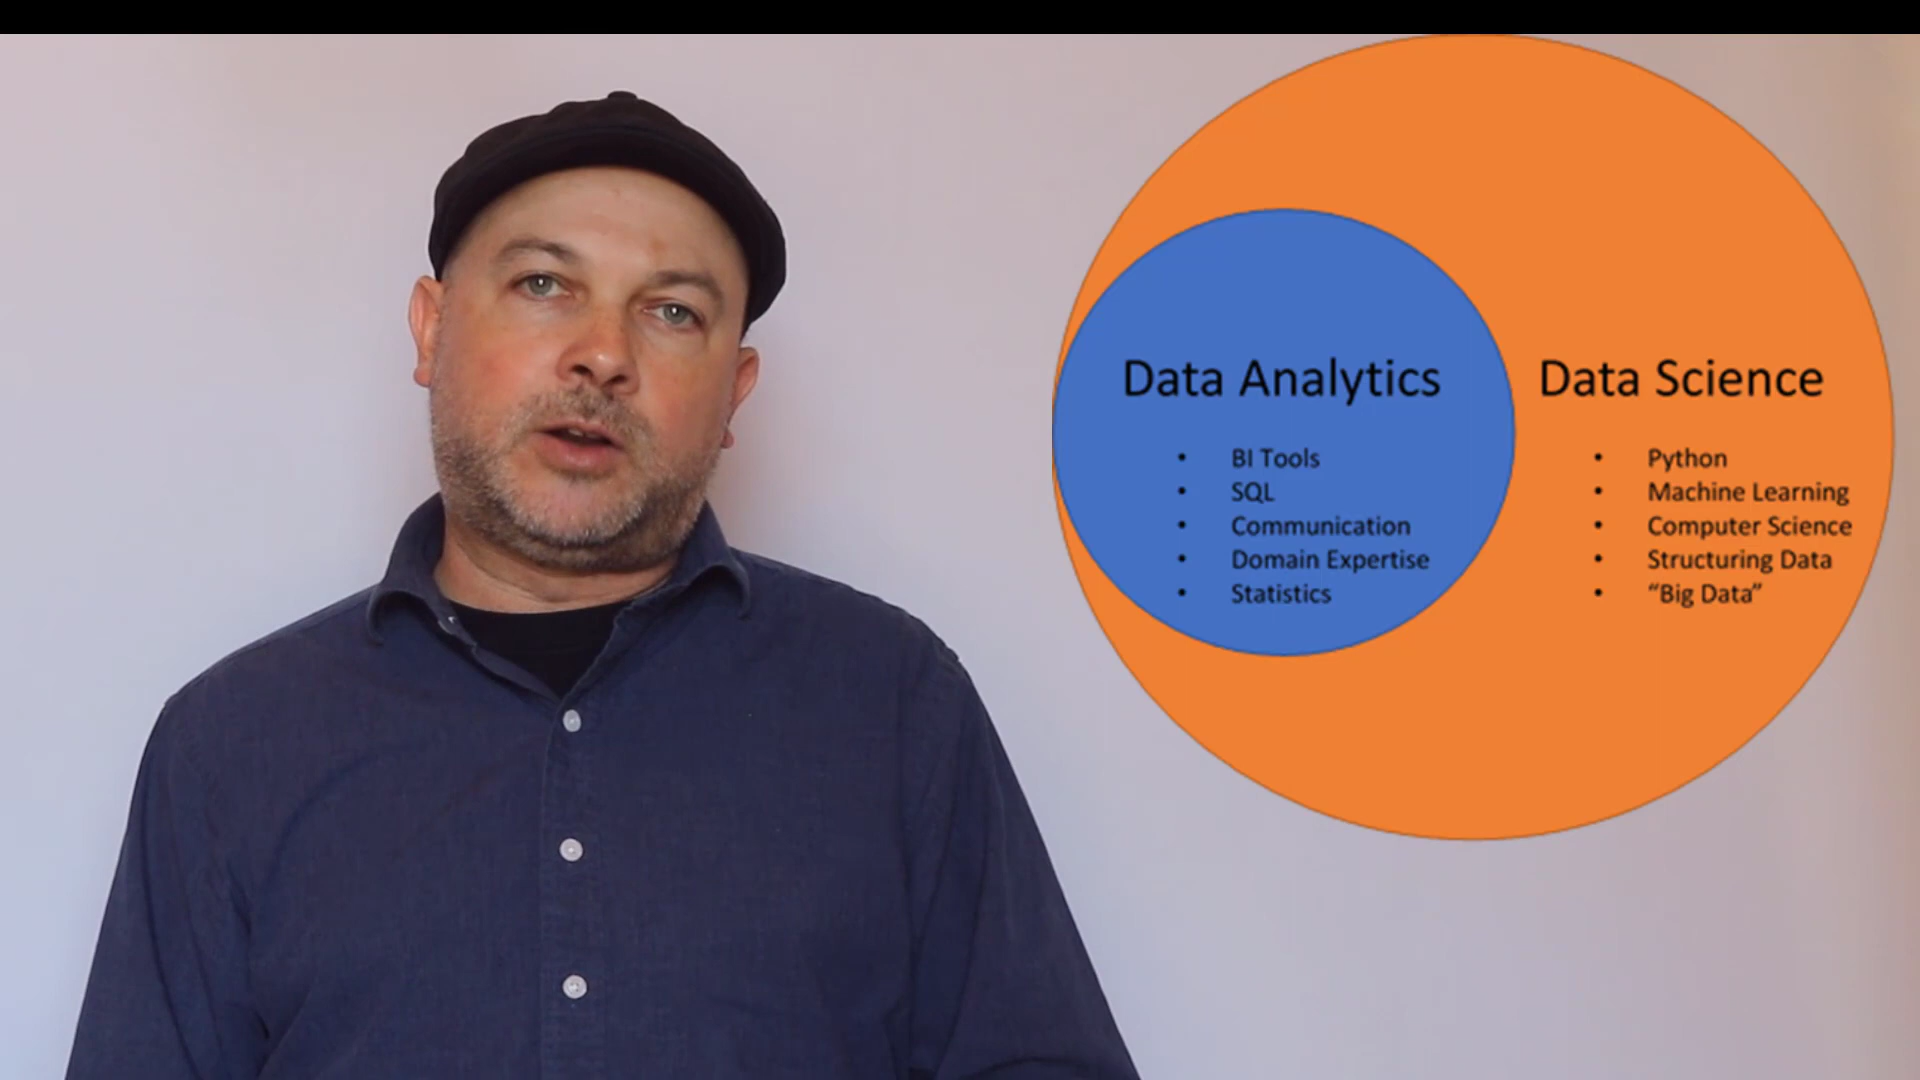 Data Analytics
• BI Tools
• SQL
• Communication
• Domain Expertise
• Statistics
Data Science
• Python
• Machine Learning
• Computer Science
• Structuring Data
• “Big Data”